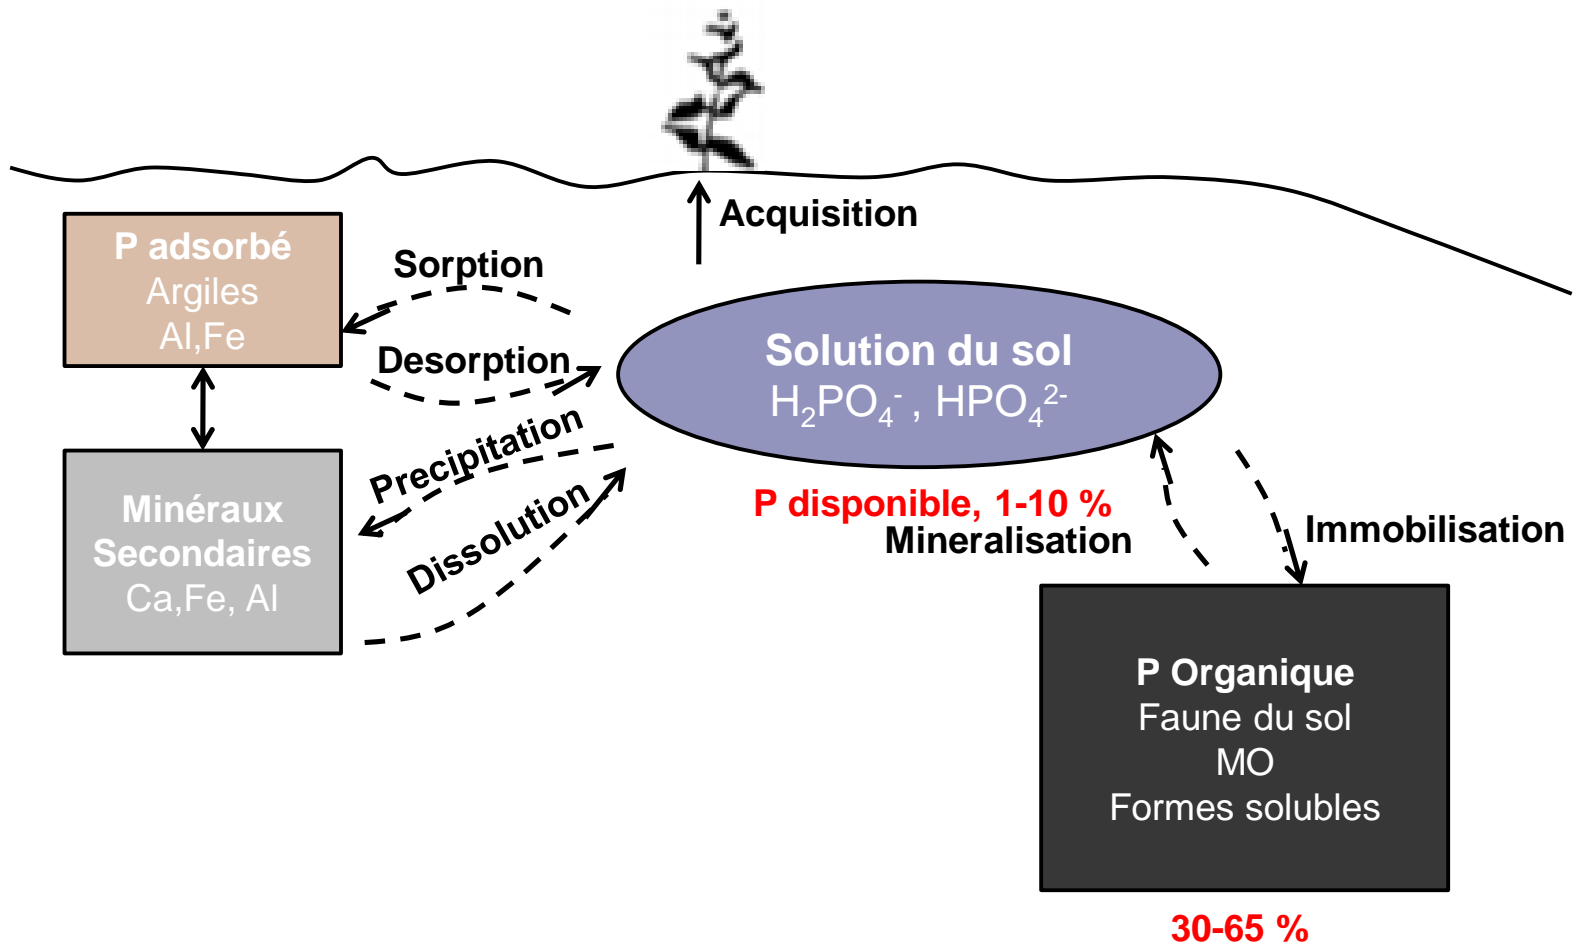 Acquisition
P adsorbé
Argiles
Al,Fe
Sorption
Desorption
Solution du sol
H₂PO₄⁻ , HPO₄²⁻
Precipitation
Dissolution
Minéraux
Secondaires
Ca,Fe, Al
P disponible, 1-10 %
Mineralisation
Immobilisation
P Organique
Faune du sol
MO
Formes solubles
30-65 %